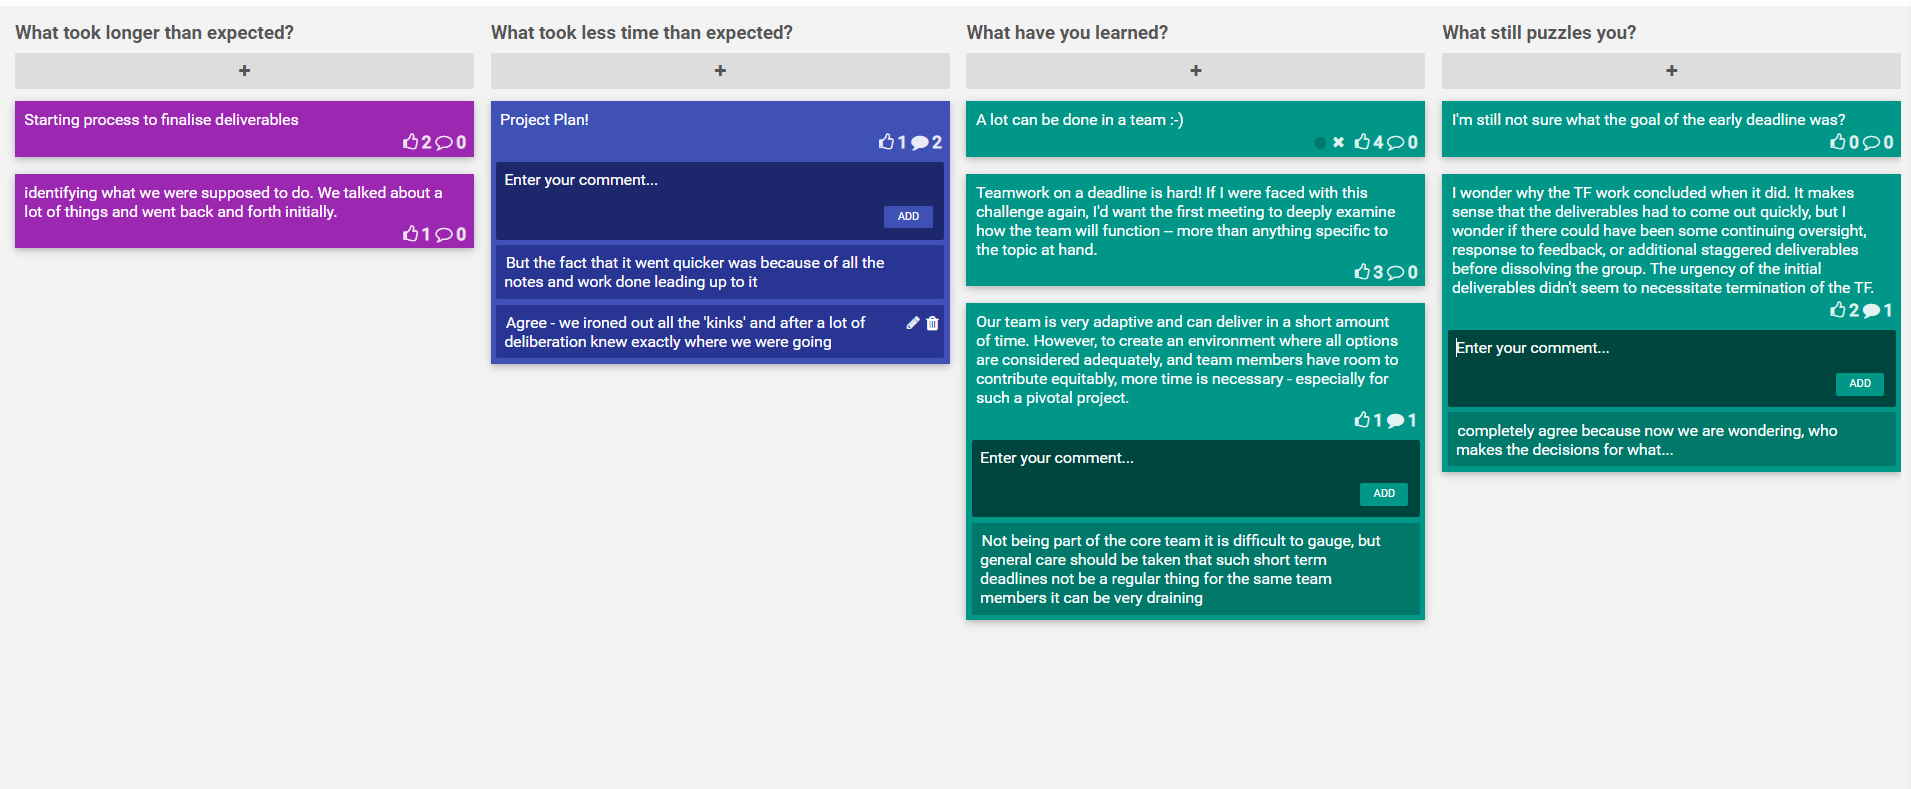 What took longer than expected?
+
Starting process to finalise deliverables
2 0
identifying what we were supposed to do. We talked about a
lot of things and went back and forth initially.
1 0
What took less time than expected?
+
Project Plan!
1 2
Enter your comment...
ADD
But the fact that it went quicker was because of all the
notes and work done leading up to it
Agree - we ironed out all the 'kinks' and after a lot of
deliberation knew exactly where we were going
What have you learned?
+
A lot can be done in a team :-)
4 0
Teamwork on a deadline is hard! If I were faced with this
challenge again, I'd want the first meeting to deeply examine
how the team will function -- more than anything specific to
the topic at hand.
3 0
Our team is very adaptive and can deliver in a short amount
of time. However, to create an environment where all options
are considered adequately, and team members have room to
contribute equitably, more time is necessary - especially for
such a pivotal project.
1 1
Enter your comment...
ADD
Not being part of the core team it is difficult to gauge, but
general care should be taken that such short term
deadlines not be a regular thing for the same team
members it can be very draining
What still puzzles you?
+
I'm still not sure what the goal of the early deadline was?
0 0
I wonder why the TF work concluded when it did. It makes
sense that the deliverables had to come out quickly, but I
wonder if there could have been some continuing oversight,
response to feedback, or additional staggered deliverables
before dissolving the group. The urgency of the initial
deliverables didn't seem to necessitate termination of the TF.
2 1
Enter your comment...
ADD
completely agree because now we are wondering, who
makes the decisions for what...